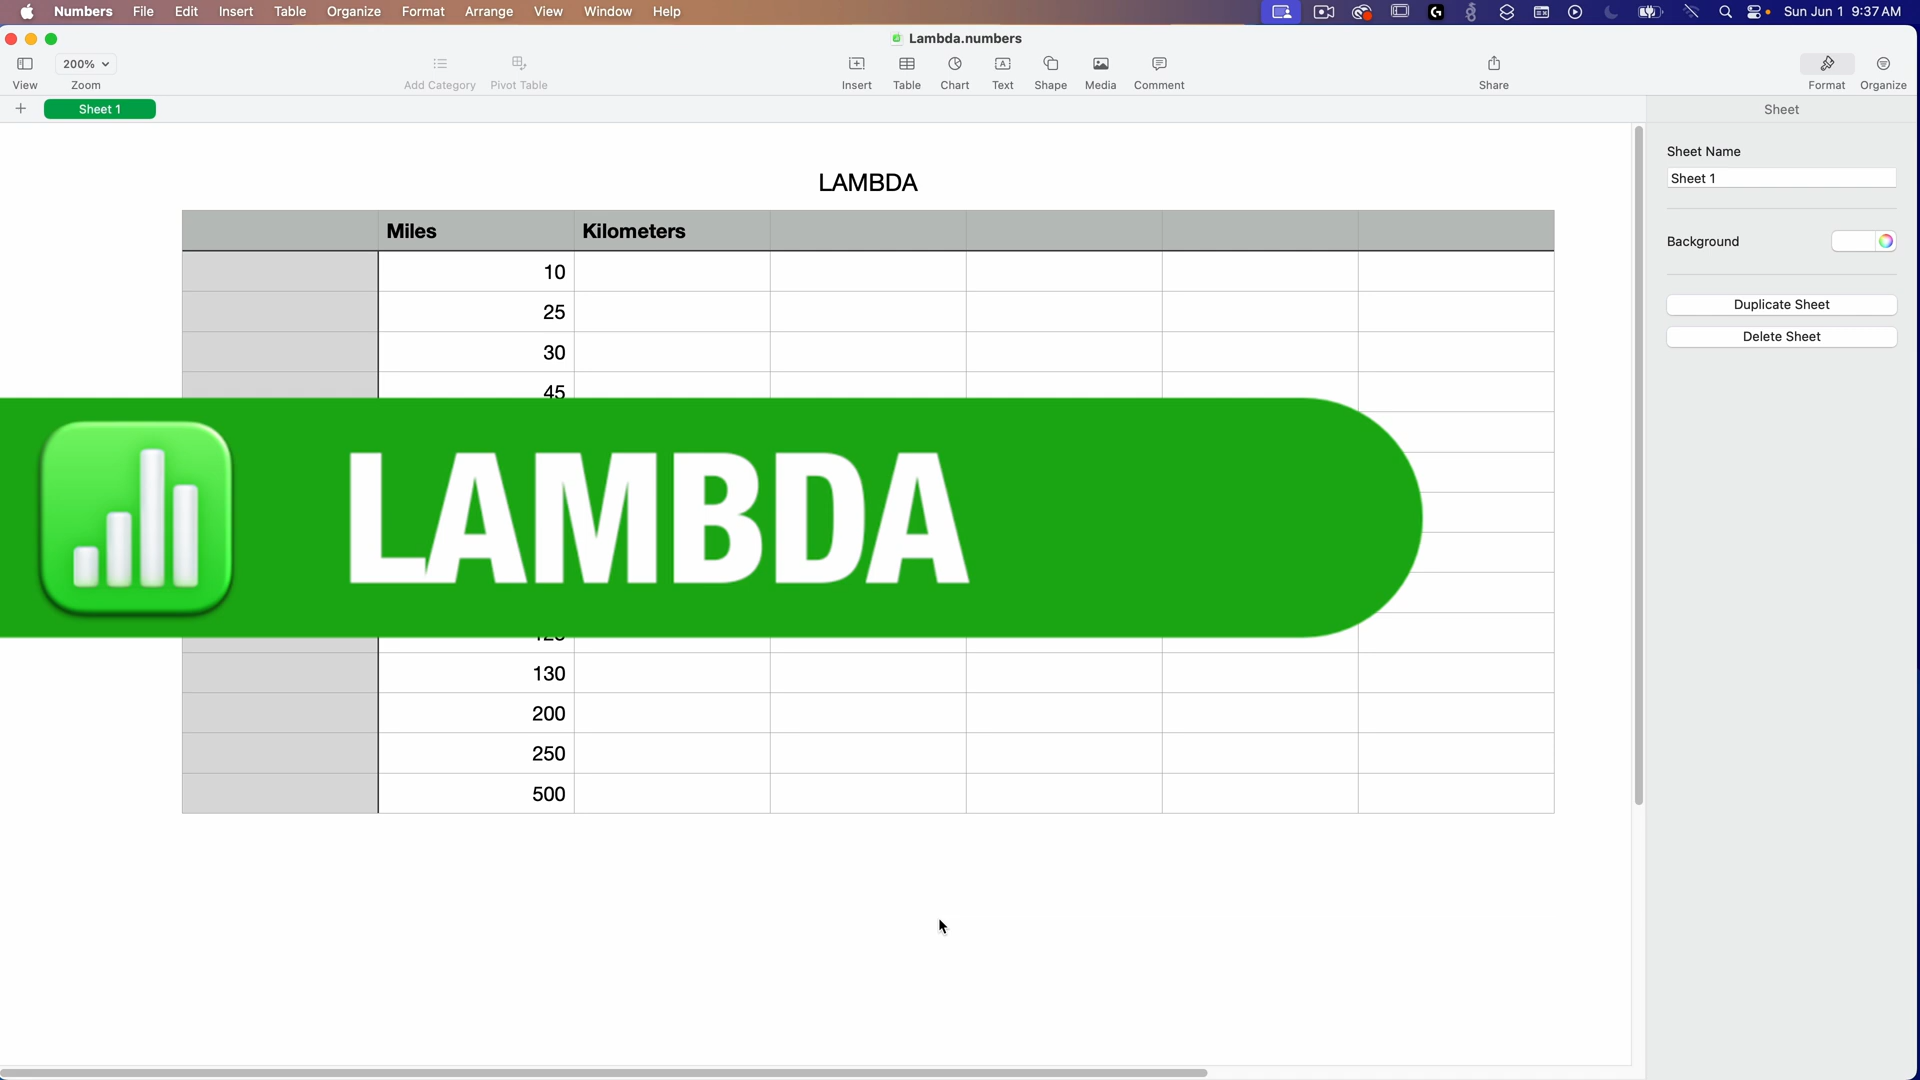 Numbers File Edit Insert Table Organize Format Arrange View Window Help Sun Jun 1 9:37 AM
Lambda.numbers
200%
View Zoom Add Category Pivot Table Insert Table Chart Text Shape Media Comment Share Format Organize
Sheet 1
Sheet
Sheet Name
Sheet 1
Background
Duplicate Sheet
Delete Sheet
LAMBDA
Miles Kilometers
10
25
30
45
LAMBDA
130
200
250
500